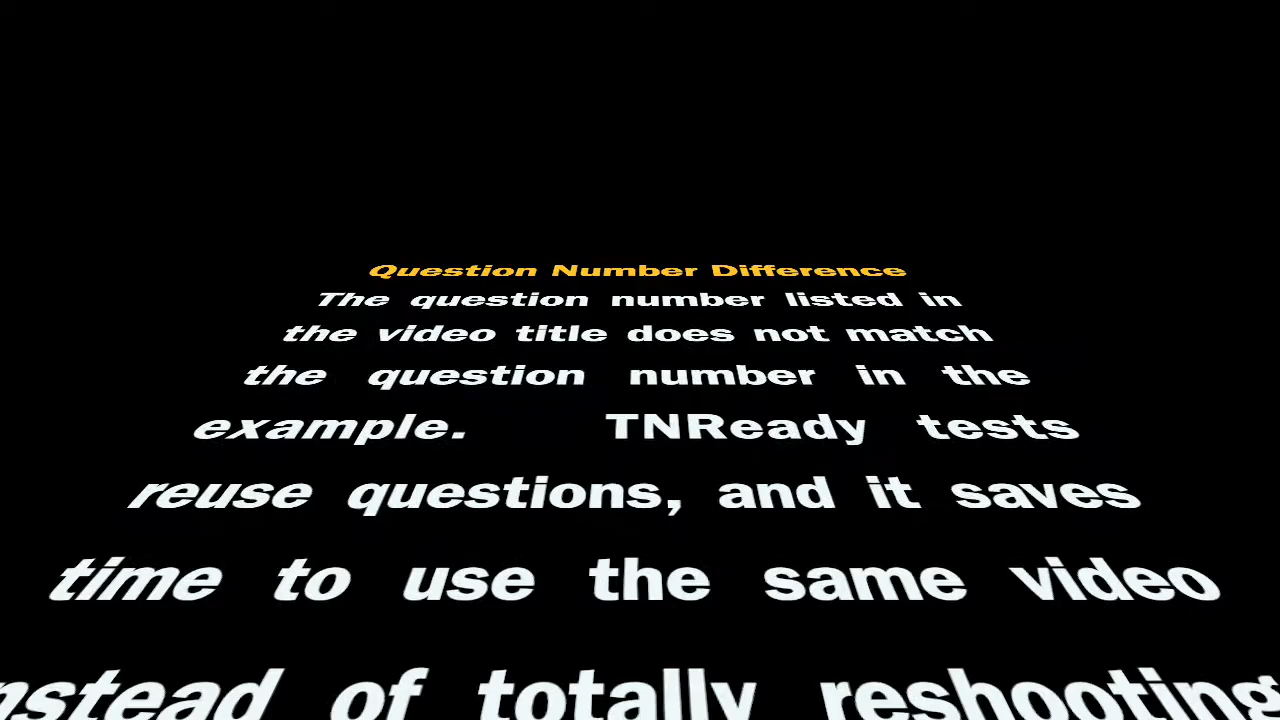 Question Number Difference
The question number listed in
the video title does not match
the question number in the
example. TNReady tests
reuse questions, and it saves
time to use the same video
nstead of totally reshooting